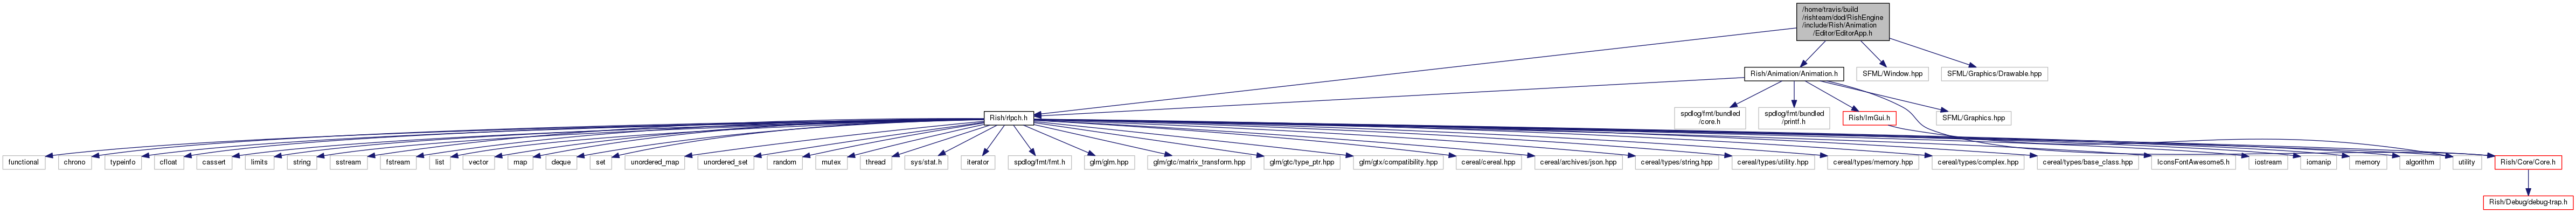 /home/travis/build
/rishteam/dod/RishEngine
/include/Rish/Animation
/Editor/EditorApp.h
Rish/Animation/Animation.h
SFML/Window.hpp
SFML/Graphics/Drawable.hpp
Rish/rlpch.h
spdlog/fmt/bundled
/core.h
spdlog/fmt/bundled
/printf.h
Rish/ImGui.h
SFML/Graphics.hpp
functional
chrono
typeinfo
cfloat
cassert
limits
string
sstream
fstream
list
vector
map
deque
set
unordered_map
unordered_set
random
mutex
thread
sys/stat.h
iterator
spdlog/fmt/fmt.h
glm/glm.hpp
glm/gtc/matrix_transform.hpp
glm/gtc/type_ptr.hpp
glm/gtx/compatibility.hpp
cereal/cereal.hpp
cereal/archives/json.hpp
cereal/types/string.hpp
cereal/types/utility.hpp
cereal/types/memory.hpp
cereal/types/complex.hpp
cereal/types/base_class.hpp
IconsFontAwesome5.h
iostream
iomanip
memory
algorithm
utility
Rish/Core/Core.h
Rish/Debug/debug-trap.h